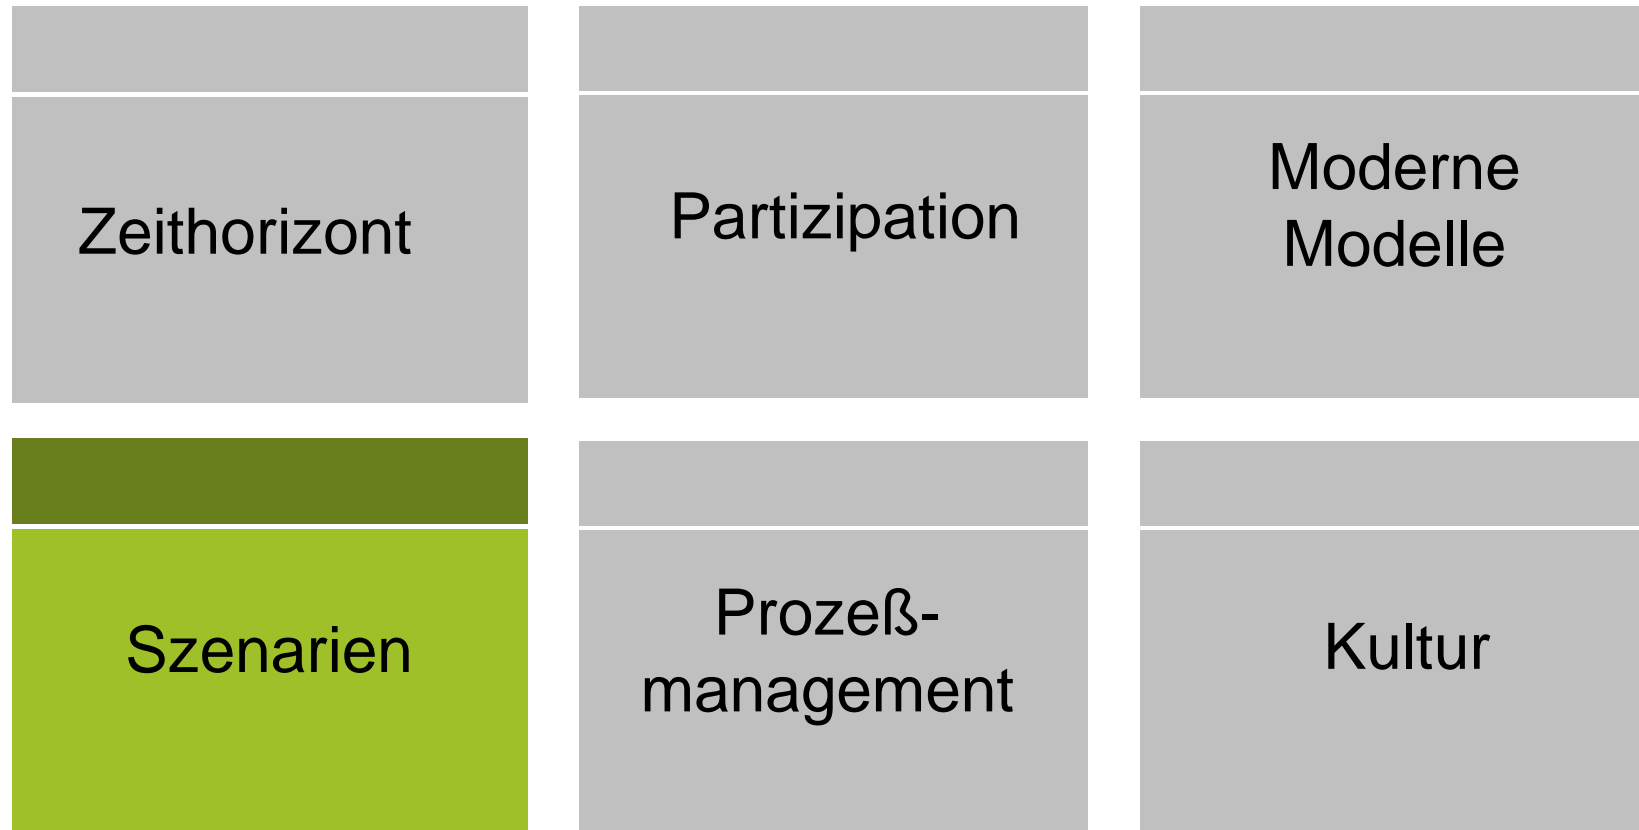 Zeithorizont
Partizipation
Moderne
Modelle
Szenarien
Prozeß-
management
Kultur